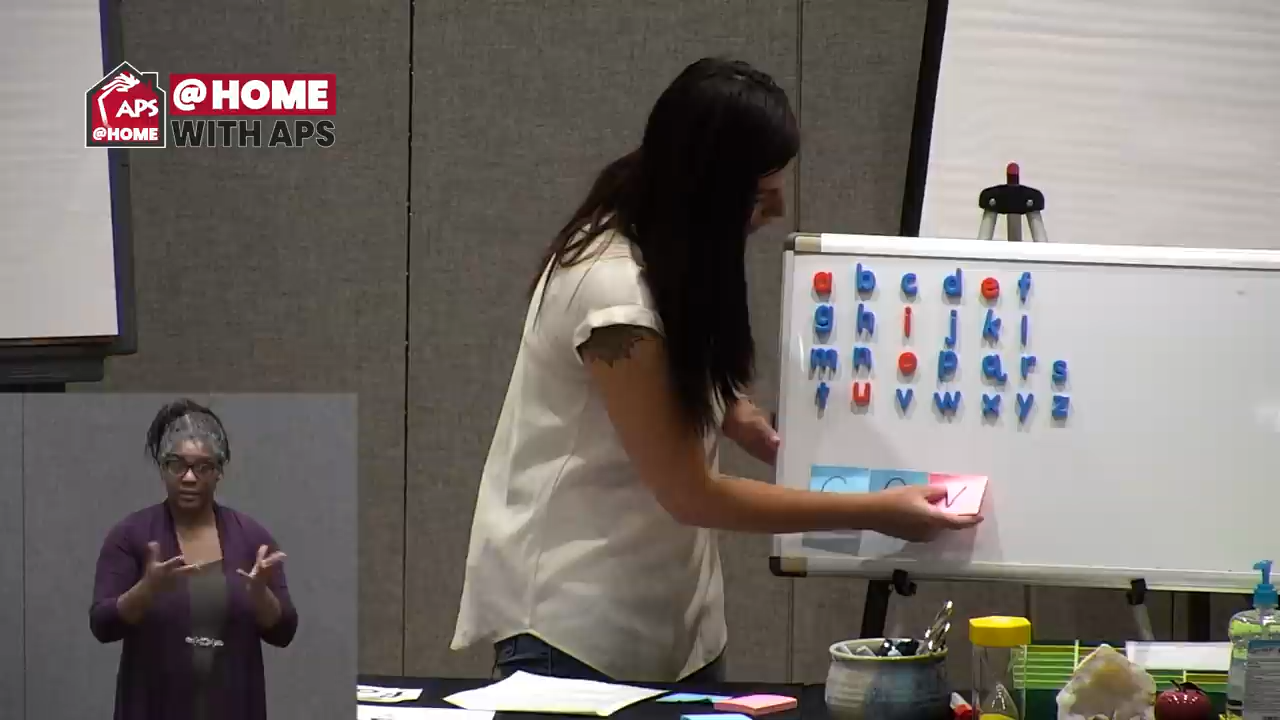 APS
@HOME
@HOME
WITH APS
a b c d e f
g h i j k l
m n o p q r s
t u v w x y z